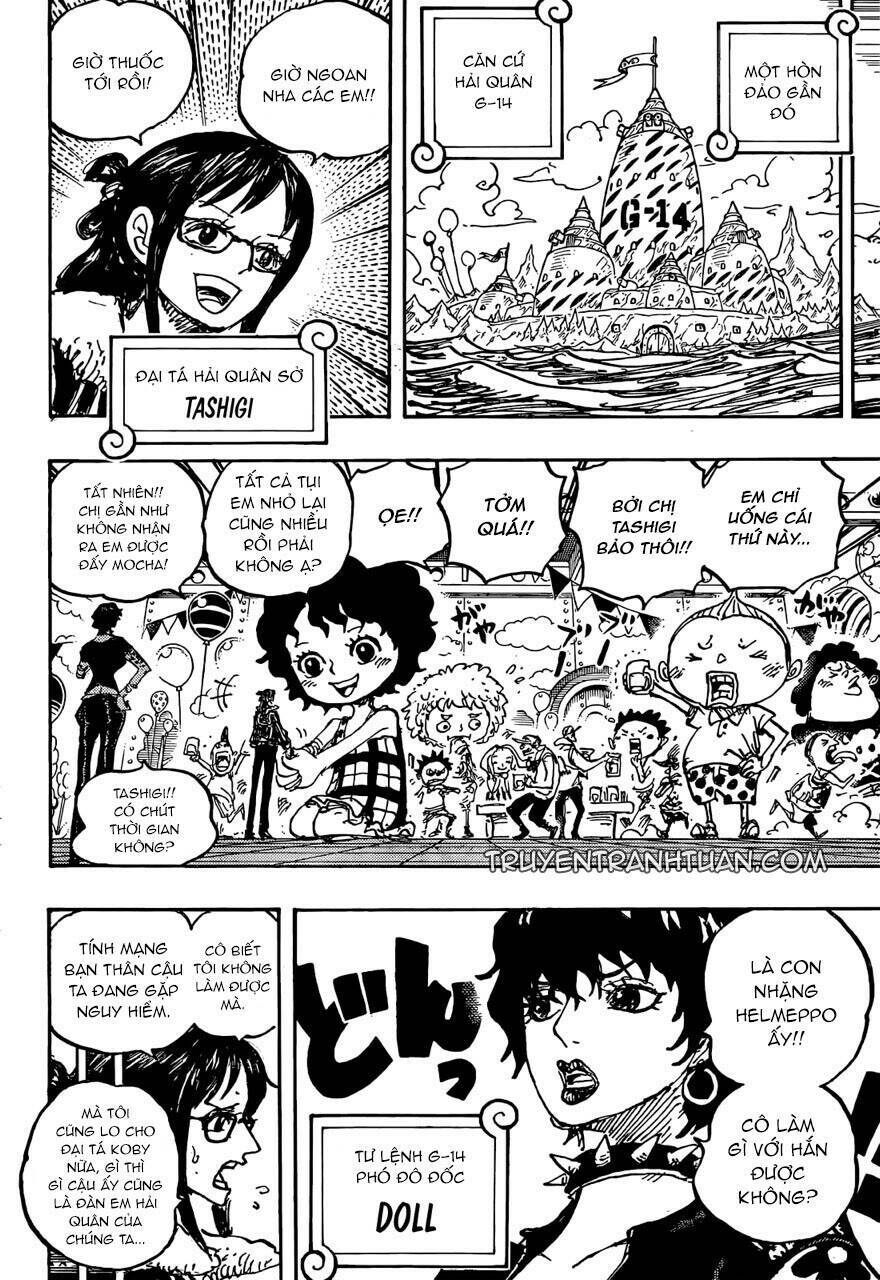 MỘT HÒN
ĐẢO GẦN
ĐÓ
CĂN CỨ
HẢI QUÂN
G-14
G-14
GIỜ NGOAN
NHA CÁC EM!!
GIỜ THUỐC
TỚI RỒI!
ĐẠI TÁ HẢI QUÂN SỞ
TASHIGI
EM CHỈ
UỐNG CÁI
THỨ NÀY...
BỞI CHỊ
TASHIGI
BẢO THÔI!!
TỞM
QUÁ!!
ỌE!!
TẤT CẢ TỤI
EM NHỎ LẠI
CŨNG NHIỀU
RỒI PHẢI
KHÔNG Ạ?
TẤT NHIÊN!!
CHỊ GẦN NHƯ
KHÔNG NHẬN
RA EM ĐƯỢC
ĐẤY MOCHA!
がや
ブ
がや
TASHIGI!!
CÓ CHÚT
THỜI GIAN
KHÔNG?
TRUYENTRANHTUAN.COM
LÀ CON
NHẶNG
HELMEPPO
ẤY!!
CÔ LÀM
GÌ VỚI HẮN
ĐƯỢC
KHÔNG?
どんっ
TƯ LỆNH G-14
PHÓ ĐÔ ĐỐC
DOLL
CÔ BIẾT
TÔI KHÔNG
LÀM ĐƯỢC
MÀ.
TÍNH MẠNG
BẠN THÂN CẬU
TA ĐANG GẶP
NGUY HIỂM.
MÀ TÔI
CŨNG LO CHO
ĐẠI TÁ KOBY
NỮA, GÌ THÌ
GÌ CẬU ẤY CŨNG
LÀ ĐÀN EM HẢI
QUÂN CỦA
CHÚNG TA...